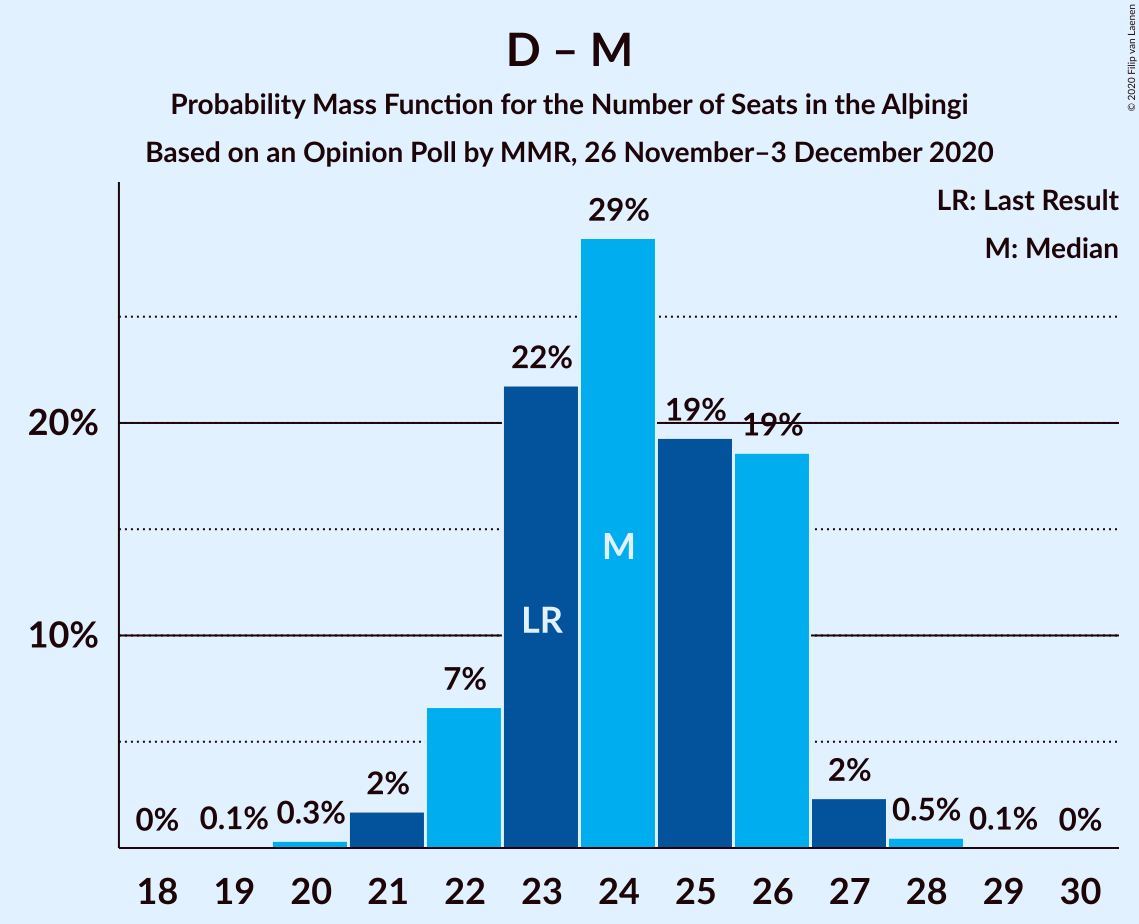 D – M
Probability Mass Function for the Number of Seats in the Alþingi
Based on an Opinion Poll by MMR, 26 November–3 December 2020
© 2020 Filip van Laenen
LR: Last Result
M: Median
20%
10%
0%
0.1%
0.3%
2%
7%
22%
29%
19%
19%
2%
0.5%
0.1%
0%
LR
M
18 19 20 21 22 23 24 25 26 27 28 29 30